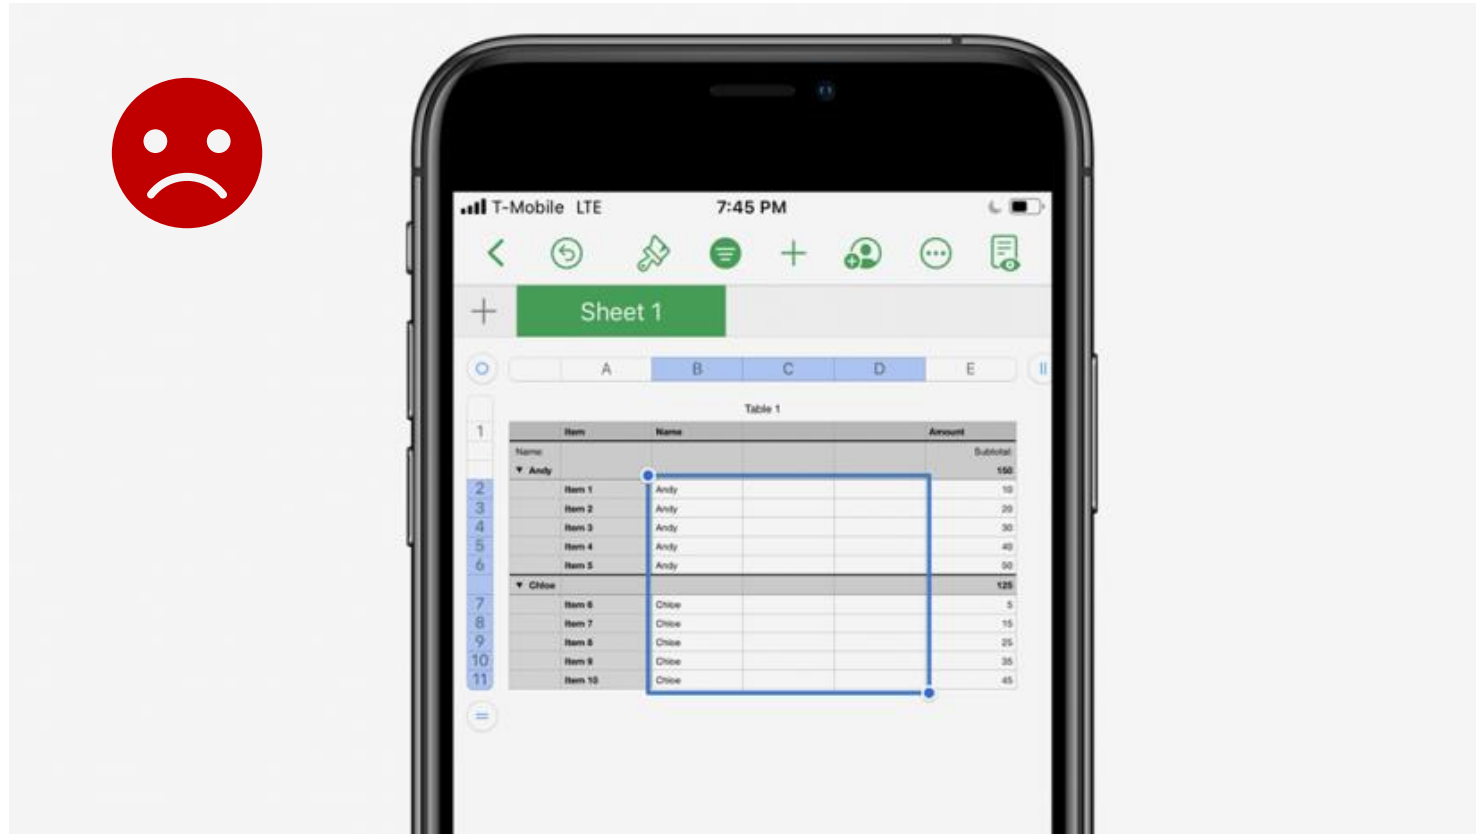 T-Mobile LTE 7:45 PM
Sheet 1
A B C D E
Table 1
1 Item Name Amount
Name Subtotal
Andy 150
2 Item 1 Andy 10
3 Item 2 Andy 20
4 Item 3 Andy 30
5 Item 4 Andy 40
6 Item 5 Andy 50
Chloe 125
7 Item 6 Chloe 5
8 Item 7 Chloe 15
9 Item 8 Chloe 25
10 Item 9 Chloe 35
11 Item 10 Chloe 45